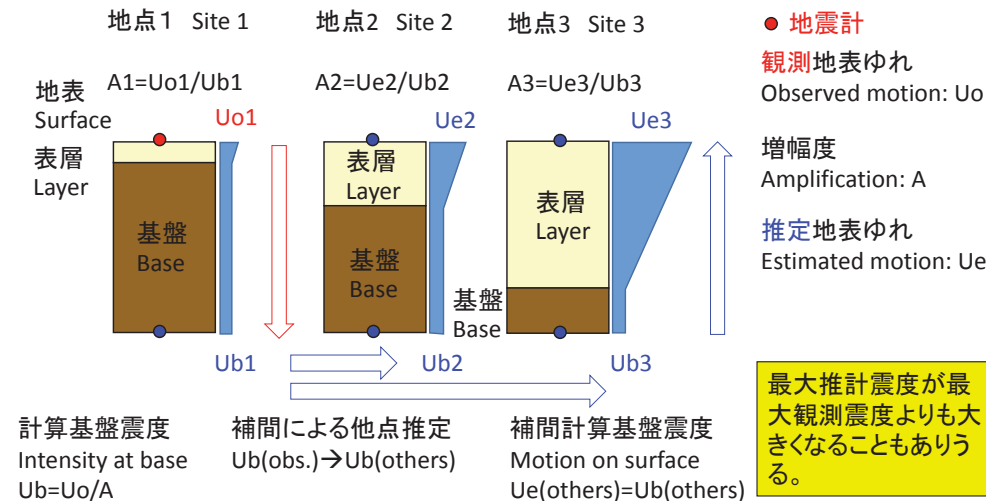 地点1 Site 1
地点2 Site 2
地点3 Site 3
A1=Uo1/Ub1
A2=Ue2/Ub2
A3=Ue3/Ub3
地表
Surface
Uo1
Ue2
Ue3
表層
Layer
表層
Layer
表層
Layer
基盤
Base
基盤
Base
基盤
Base
Ub1
Ub2
Ub3
計算基盤震度
Intensity at base
Ub=Uo/A
補間による他点推定
Ub(obs.)→Ub(others)
補間計算基盤震度
Motion on surface
Ue(others)=Ub(others)
地震計
観測地表ゆれ
Observed motion: Uo
増幅度
Amplification: A
推定地表ゆれ
Estimated motion: Ue
最大推計震度が最
大観測震度よりも大
きくなることもありう
る。